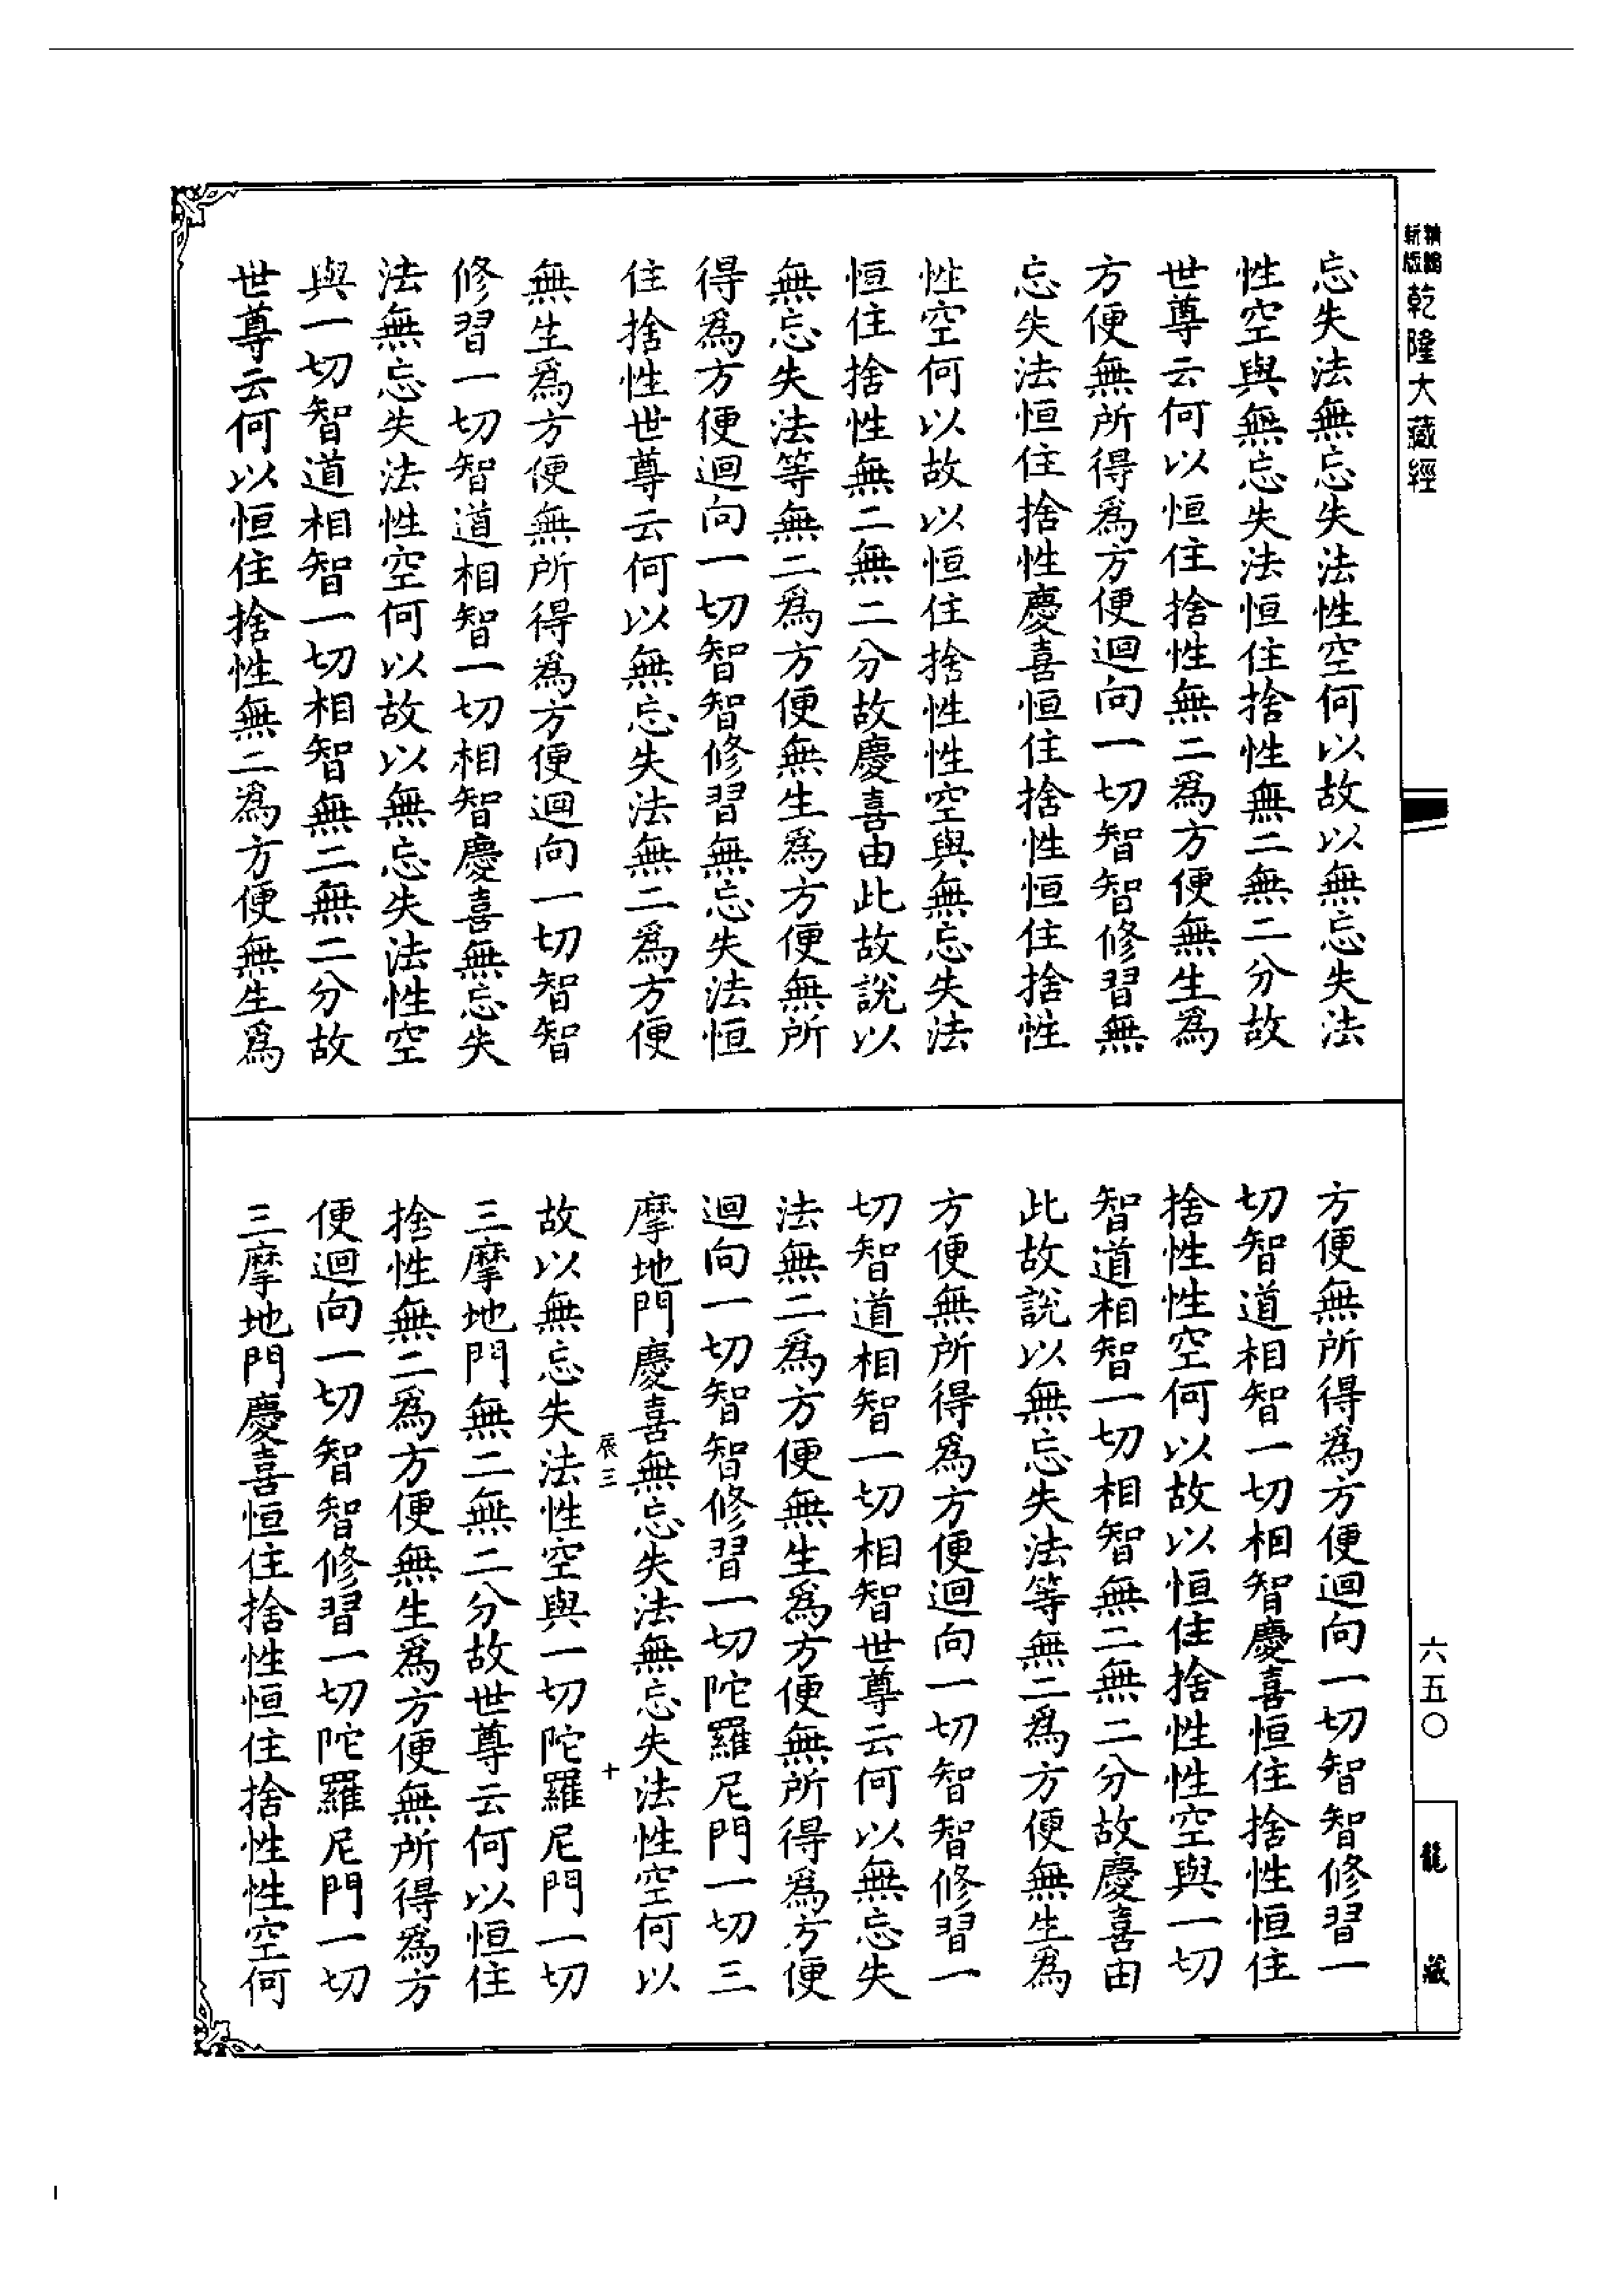 精緝
新版
乾隆大藏經
忘失法無忘失法性空何以故以無忘失法
性空與無忘失法恒住捨性無二無二分故
世尊云何以恒住捨性無二爲方便無生爲
方便無所得爲方便迴向一切智智修習無
忘失法恒住捨性慶喜恒住捨性恒住捨性
性空何以故以恒住捨性性空與無忘失法
恒住捨性無二無二分故慶喜由此故說以
無忘失法等無二爲方便無生爲方便無所
得爲方便迴向一切智智修習無忘失法恒
住捨性世尊云何以無忘失法無二爲方便
無生爲方便無所得爲方便迴向一切智智
修習一切智道相智一切相智慶喜無忘失
法無忘失法性空何以故以無忘失法性空
與一切智道相智一切相智無二無二分故
世尊云何以恒住捨性無二爲方便無生爲
方便無所得爲方便迴向一切智智修習一
切智道相智一切相智慶喜恒住捨性恒住
捨性性空何以故以恒住捨性性空與一切
智道相智一切相智無二無二分故慶喜由
此故說以無忘失法等無二爲方便無生爲
方便無所得爲方便迴向一切智智修習一
切智道相智一切相智世尊云何以無忘失
法無二爲方便無生爲方便無所得爲方便
迴向一切智智修習一切陀羅尼門一切三
摩地門慶喜無忘失法無忘失法性空何以
辰三 十
故以無忘失法性空與一切陀羅尼門一切
三摩地門無二無二分故世尊云何以恒住
捨性無二爲方便無生爲方便無所得爲方
便迴向一切智智修習一切陀羅尼門一切
三摩地門慶喜恒住捨性恒住捨性性空何
六五〇
龍藏